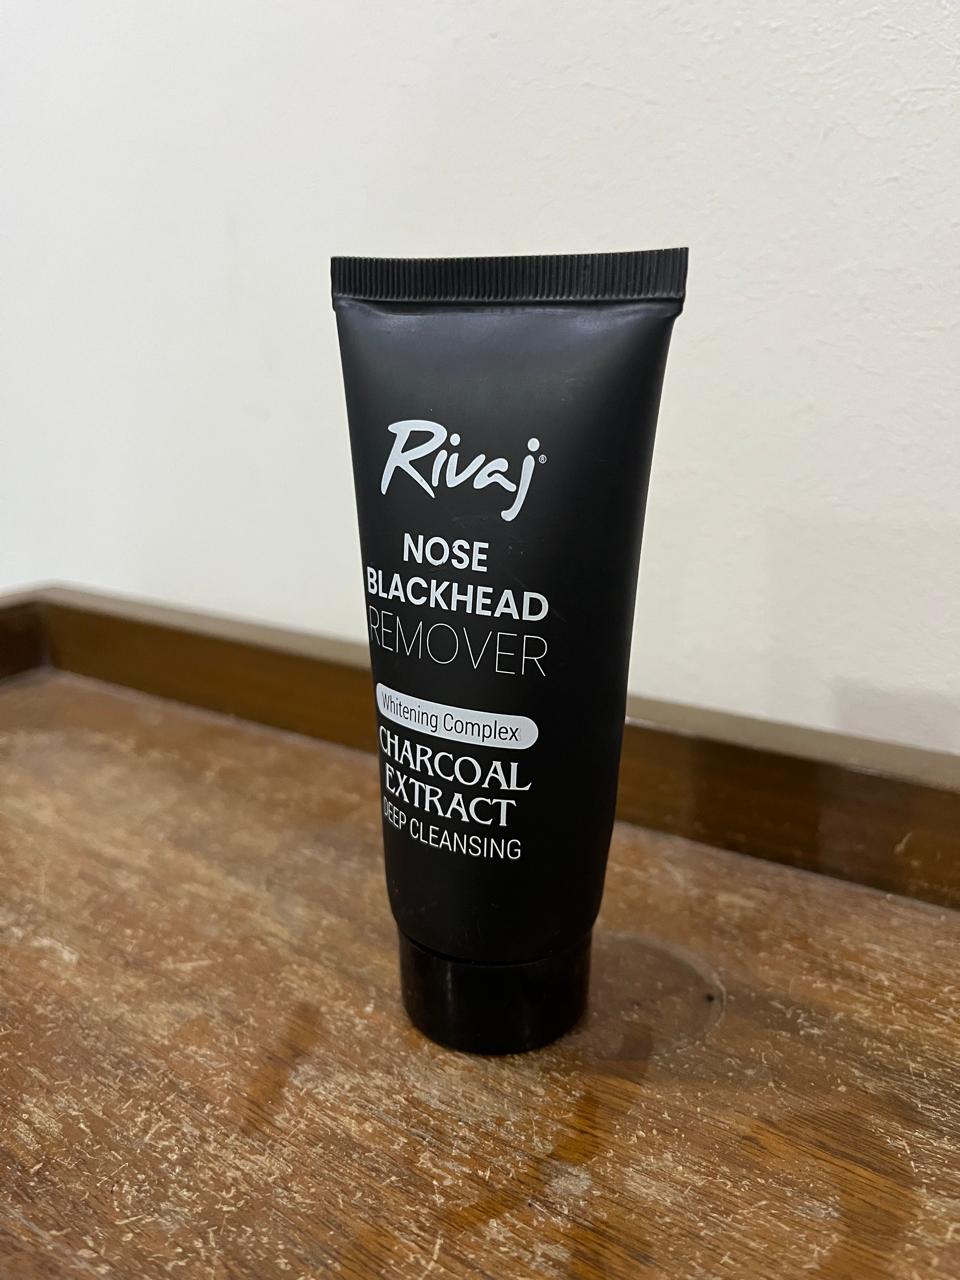 Rivaj®
NOSE
BLACKHEAD
REMOVER
Whitening Complex
CHARCOAL
EXTRACT
DEEP CLEANSING